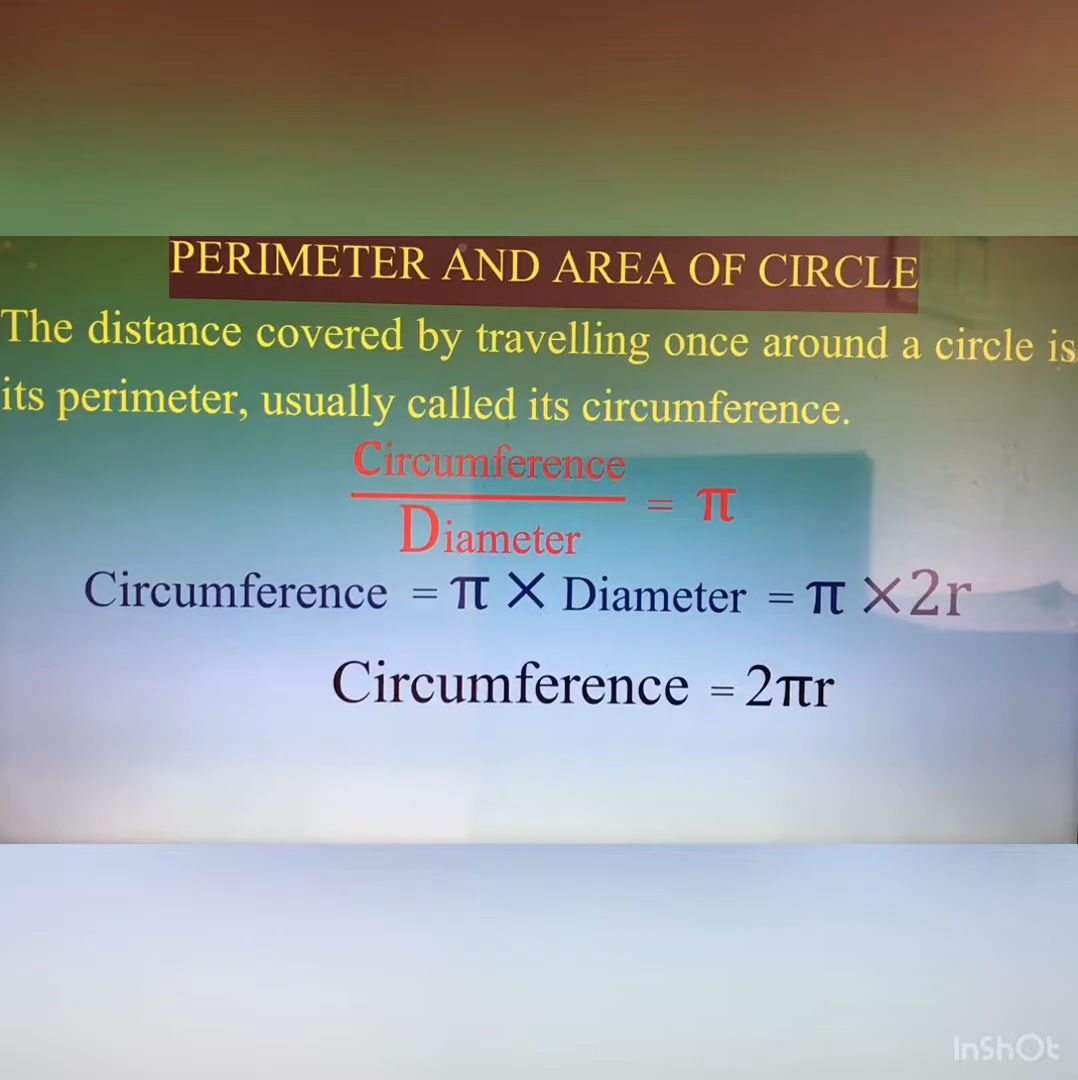 PERIMETER AND AREA OF CIRCLE
The distance covered by travelling once around a circle is
its perimeter, usually called its circumference.
Circumference
Diameter
= π
Circumference = π × Diameter = π × 2r
Circumference = 2πr
InShOt